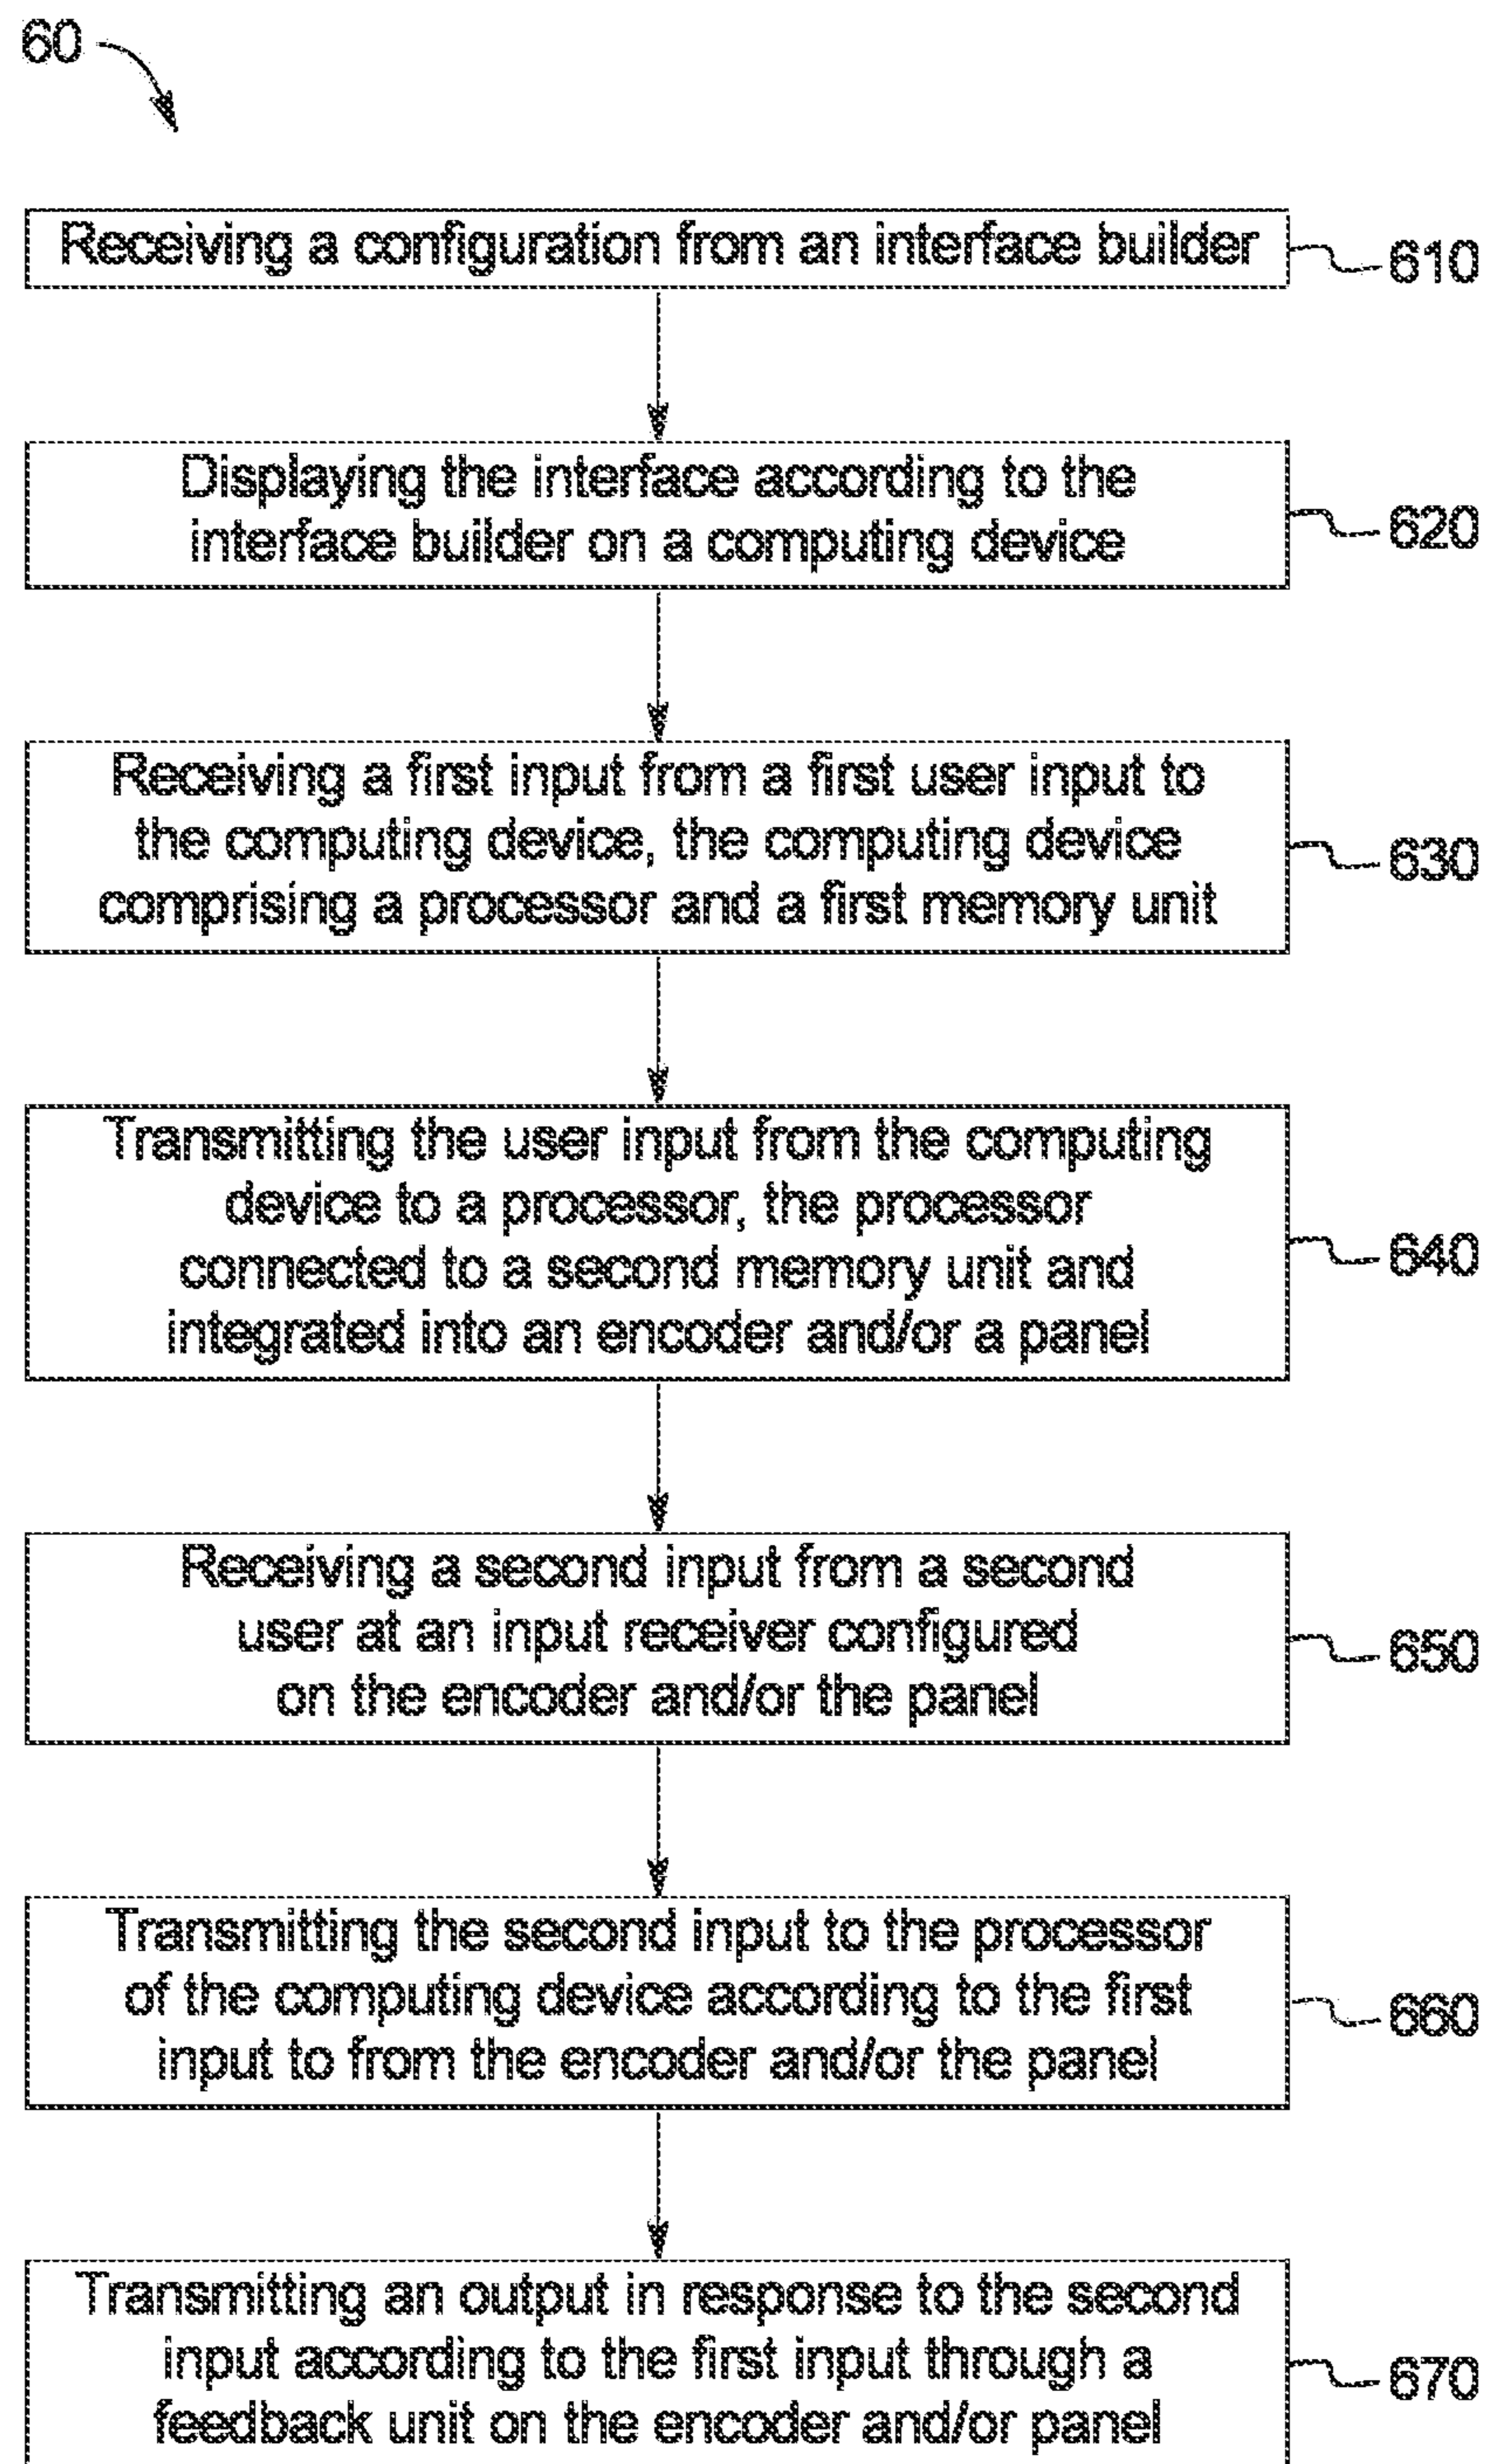 60
Receiving a configuration from an interface builder
610
Displaying the interface according to the
interface builder on a computing device
620
Receiving a first input from a first user input to
the computing device, the computing device
comprising a processor and a first memory unit
630
Transmitting the user input from the computing
device to a processor, the processor
connected to a second memory unit and
integrated into an encoder and/or a panel
640
Receiving a second input from a second
user at an input receiver configured
on the encoder and/or the panel
650
Transmitting the second input to the processor
of the computing device according to the first
input to from the encoder and/or the panel
660
Transmitting an output in response to the second
input according to the first input through a
feedback unit on the encoder and/or panel
670